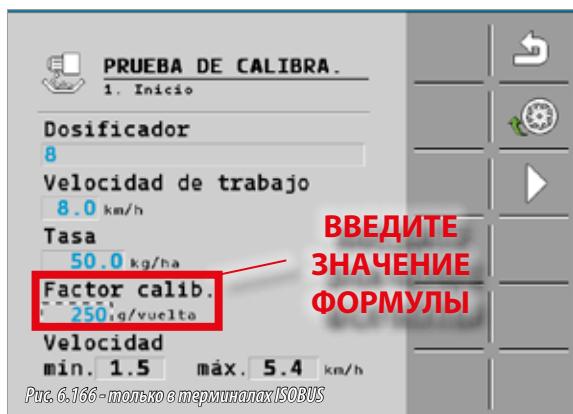 PRUEBA DE CALIBRA.
1. Inicio
Dosificador
8
Velocidad de trabajo
8.0 km/h
Tasa
50.0 kg/ha
Factor calib.
250 g/vuelta
Velocidad
mín. 1.5 máx. 5.4 km/h
ВВЕДИТЕ
ЗНАЧЕНИЕ
ФОРМУЛЫ
Рис. 6.166 - только в терминалах ISOBUS